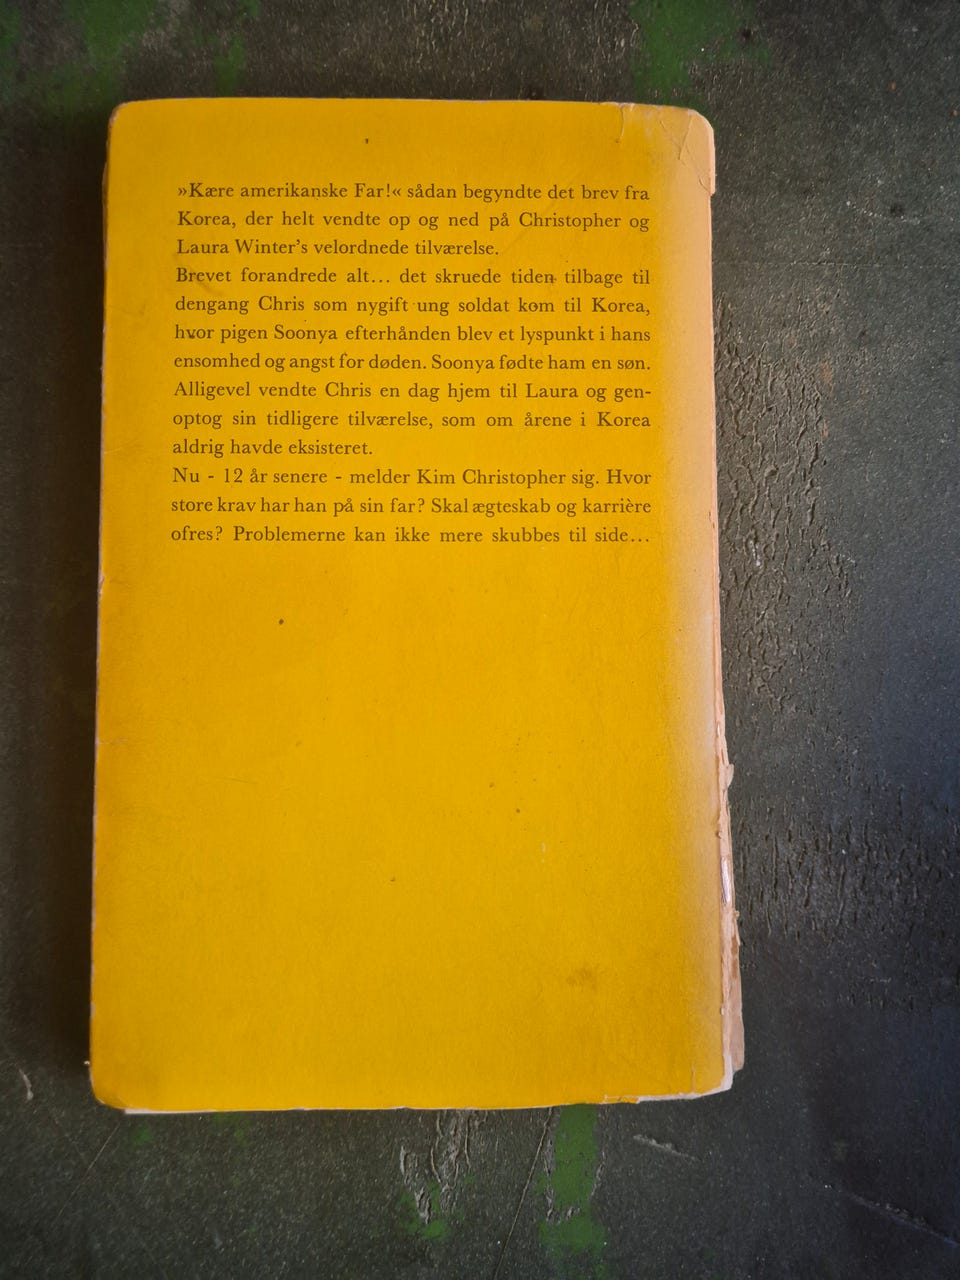 »Kære amerikanske Far!« sådan begyndte det brev fra
Korea, der helt vendte op og ned på Christopher og
Laura Winter's velordnede tilværelse.
Brevet forandrede alt... det skruede tiden tilbage til
dengang Chris som nygift ung soldat kom til Korea,
hvor pigen Soonya efterhånden blev et lyspunkt i hans
ensomhed og angst for døden. Soonya fødte ham en søn.
Alligevel vendte Chris en dag hjem til Laura og gen-
optog sin tidligere tilværelse, som om årene i Korea
aldrig havde eksisteret.
Nu - 12 år senere - melder Kim Christopher sig. Hvor
store krav har han på sin far? Skal ægteskab og karrière
ofres? Problemerne kan ikke mere skubbes til side...